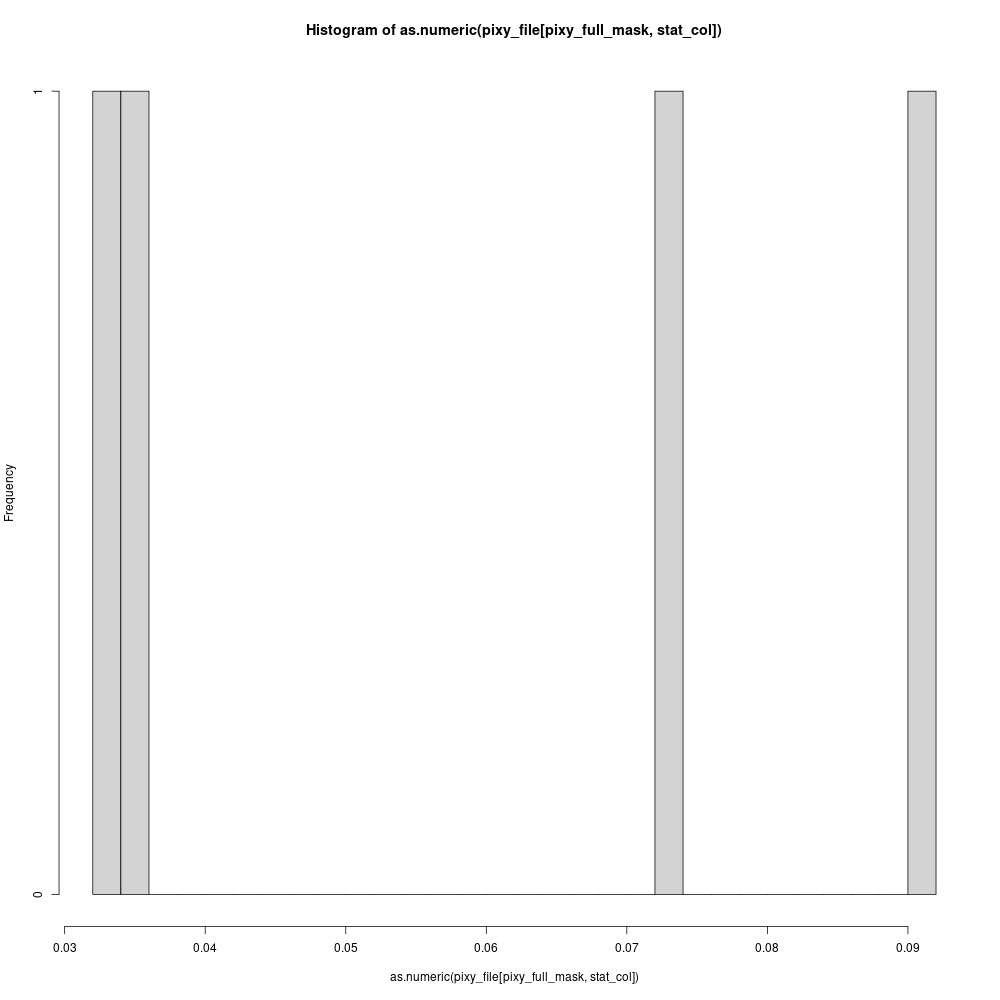 Histogram of as.numeric(pixy_file[pixy_full_mask, stat_col])
Frequency
1
0
0.03 0.04 0.05 0.06 0.07 0.08 0.09
as.numeric(pixy_file[pixy_full_mask, stat_col])